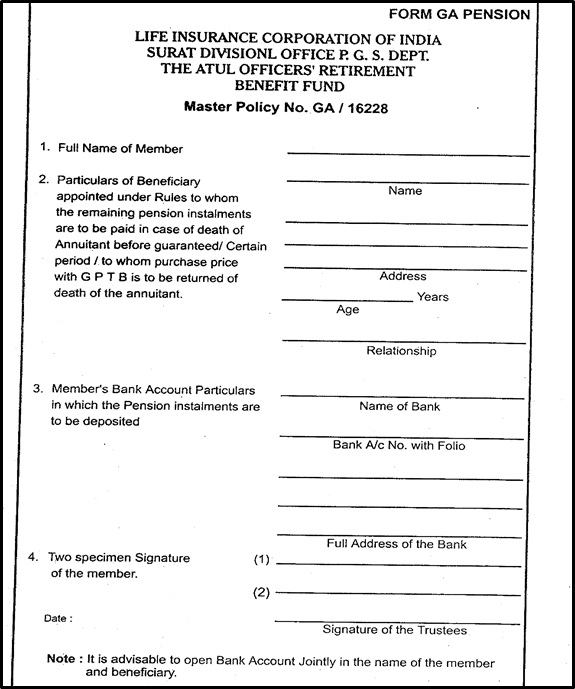 FORM GA PENSION
LIFE INSURANCE CORPORATION OF INDIA
SURAT DIVISIONL OFFICE P. G. S. DEPT.
THE ATUL OFFICERS' RETIREMENT
BENEFIT FUND
Master Policy No. GA / 16228
1. Full Name of Member
2. Particulars of Beneficiary
appointed under Rules to whom
the remaining pension instalments
are to be paid in case of death of
Annuitant before guaranteed/ Certain
period / to whom purchase price
with G P T B is to be returned of
death of the annuitant.
Name
Address
Years
Age
Relationship
3. Member's Bank Account Particulars
in which the Pension instalments are
to be deposited
Name of Bank
Bank A/c No. with Folio
Full Address of the Bank
4. Two specimen Signature
of the member.
(1)
(2)
Date :
Signature of the Trustees
Note : It is advisable to open Bank Account Jointly in the name of the member
and beneficiary.